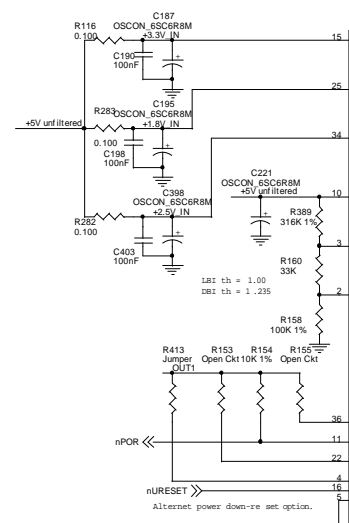 C187
R116 OSCON_6SC6R8M
0.100 +3.3V_IN
15
C190
100nF
+
C195
25
OSCON_6SC6R8M
R283
+1.8V_IN
+5V unfiltered
34
0.100
C198
100nF
+
C398
OSCON_6SC6R8M
+2.5V_IN
R282
0.100
C403
100nF
+
C221
OSCON_6SC6R8M
+5V unfiltered
10
+
R389
316K 1%
3
R160
33K
LBI th = 1.00
DBI th = 1.235
2
R158
100K 1%
R413 R153 R154 R155
Jumper Open Ckt 10K 1% Open Ckt
OUT1
36
nPOR
11
22
4
nURESET
16
5
Alternet power down-re set option.